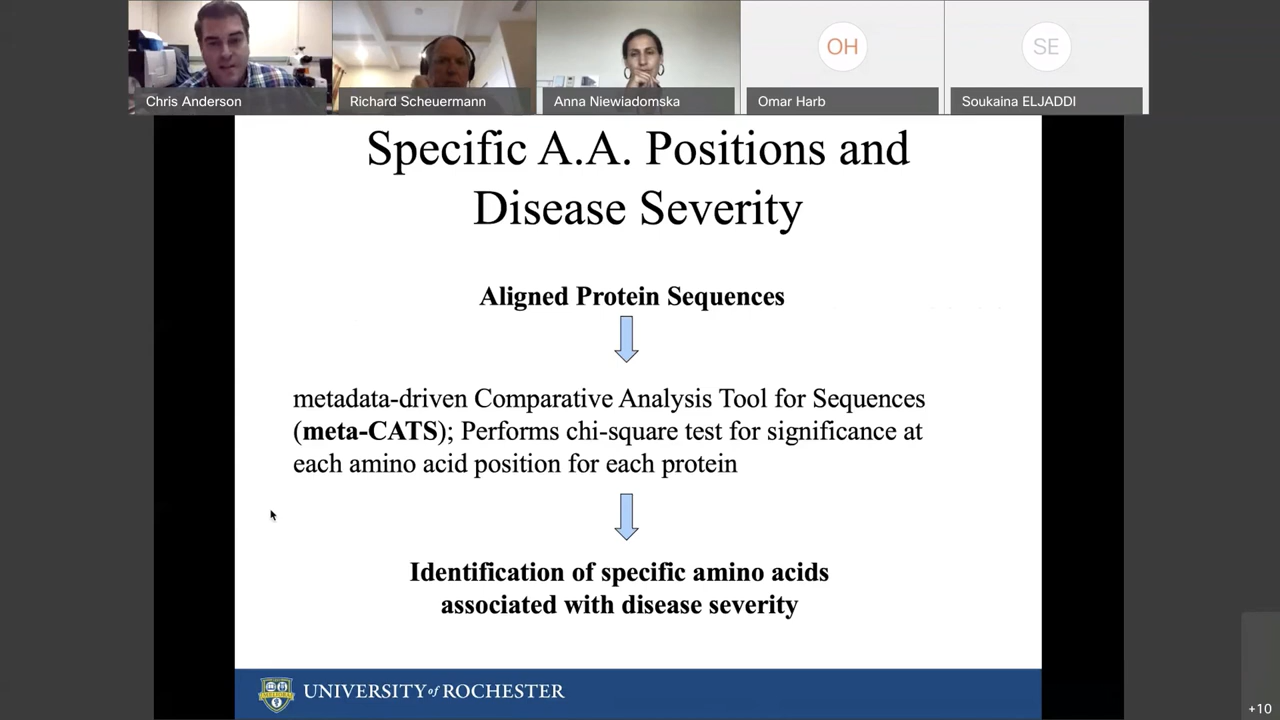 OH
SE
Chris Anderson
Richard Scheuermann
Anna Niewiadomska
Omar Harb
Soukaina ELJADDI
Specific A.A. Positions and
Disease Severity
Aligned Protein Sequences
metadata-driven Comparative Analysis Tool for Sequences
(meta-CATS); Performs chi-square test for significance at
each amino acid position for each protein
Identification of specific amino acids
associated with disease severity
UNIVERSITY of ROCHESTER
+10